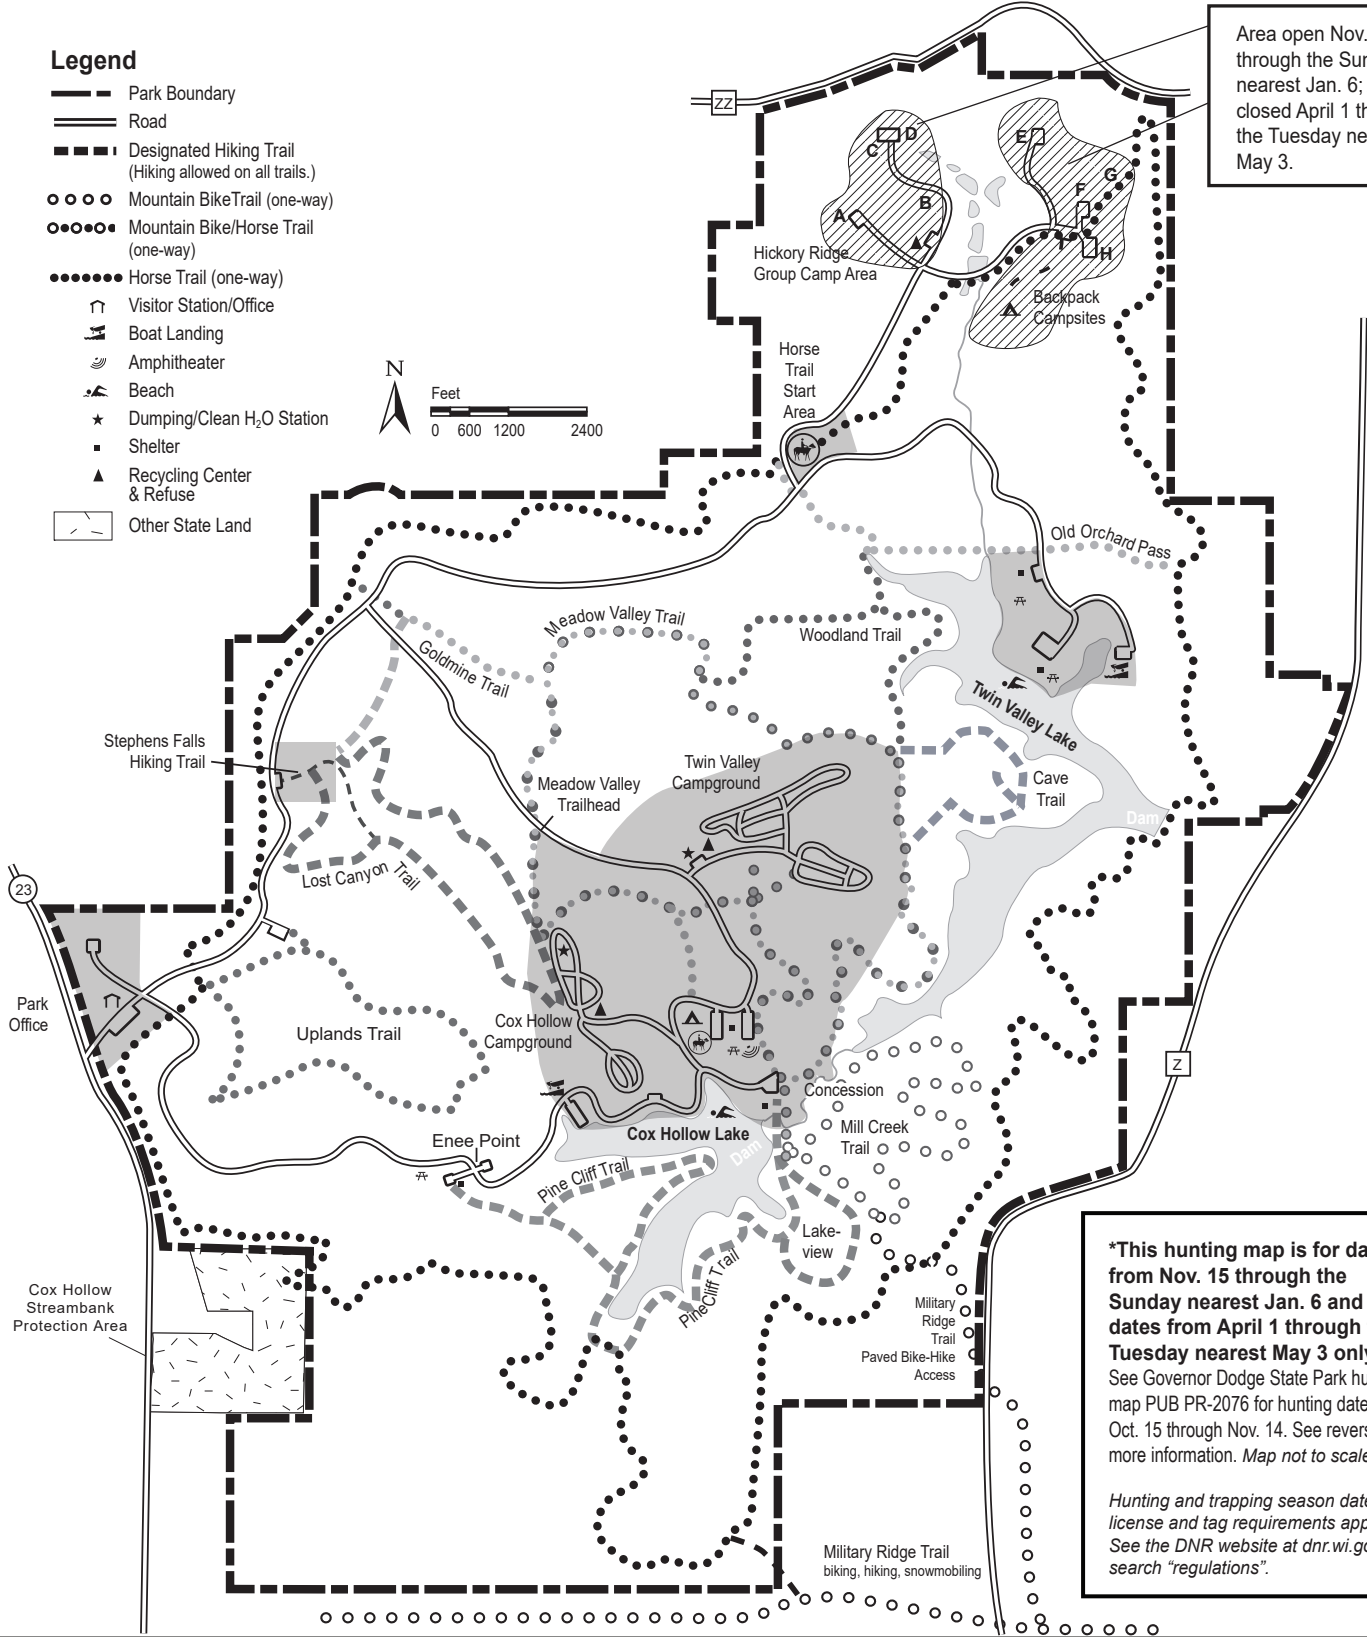 Legend
Park Boundary
Road
Designated Hiking Trail
(Hiking allowed on all trails.)
Mountain BikeTrail (one-way)
Mountain Bike/Horse Trail
(one-way)
Horse Trail (one-way)
Visitor Station/Office
Boat Landing
Amphitheater
Beach
Dumping/Clean H₂O Station
Shelter
Recycling Center
& Refuse
Other State Land
N
Feet
0 600 1200 2400
ZZ
Area open Nov.
through the Sun
nearest Jan. 6;
closed April 1 th
the Tuesday ne
May 3.
D
C
E
G
F
B
A
H
Hickory Ridge
Group Camp Area
Backpack
Campsites
Horse
Trail
Start
Area
Old Orchard Pass
Meadow Valley Trail
Woodland Trail
Goldmine Trail
Twin Valley Lake
Stephens Falls
Hiking Trail
Twin Valley
Campground
Meadow Valley
Trailhead
Cave
Trail
Dam
Lost Canyon Trail
23
Park
Office
Uplands Trail
Cox Hollow
Campground
Z
Concession
Enee Point
Cox Hollow Lake
Mill Creek
Trail
Dam
Pine Cliff Trail
Lake-
view
PineCliff Trail
Cox Hollow
Streambank
Protection Area
Military
Ridge
Trail
Paved Bike-Hike
Access
*This hunting map is for da
from Nov. 15 through the
Sunday nearest Jan. 6 and
dates from April 1 through
Tuesday nearest May 3 only
See Governor Dodge State Park hu
map PUB PR-2076 for hunting date
Oct. 15 through Nov. 14. See revers
more information. Map not to scale
Hunting and trapping season date
license and tag requirements app
See the DNR website at dnr.wi.go
search “regulations”.
Military Ridge Trail
biking, hiking, snowmobiling